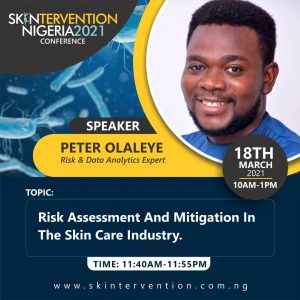 SKINTERVENTION
NIGERIA2021
CONFERENCE
SPEAKER
PETER OLALEYE
Risk & Data Analytics Expert
18TH
MARCH
2021
10AM-1PM
TOPIC:
Risk Assessment And Mitigation In
The Skin Care Industry.
TIME: 11:40AM-11:55PM
www.skintervention.com.ng